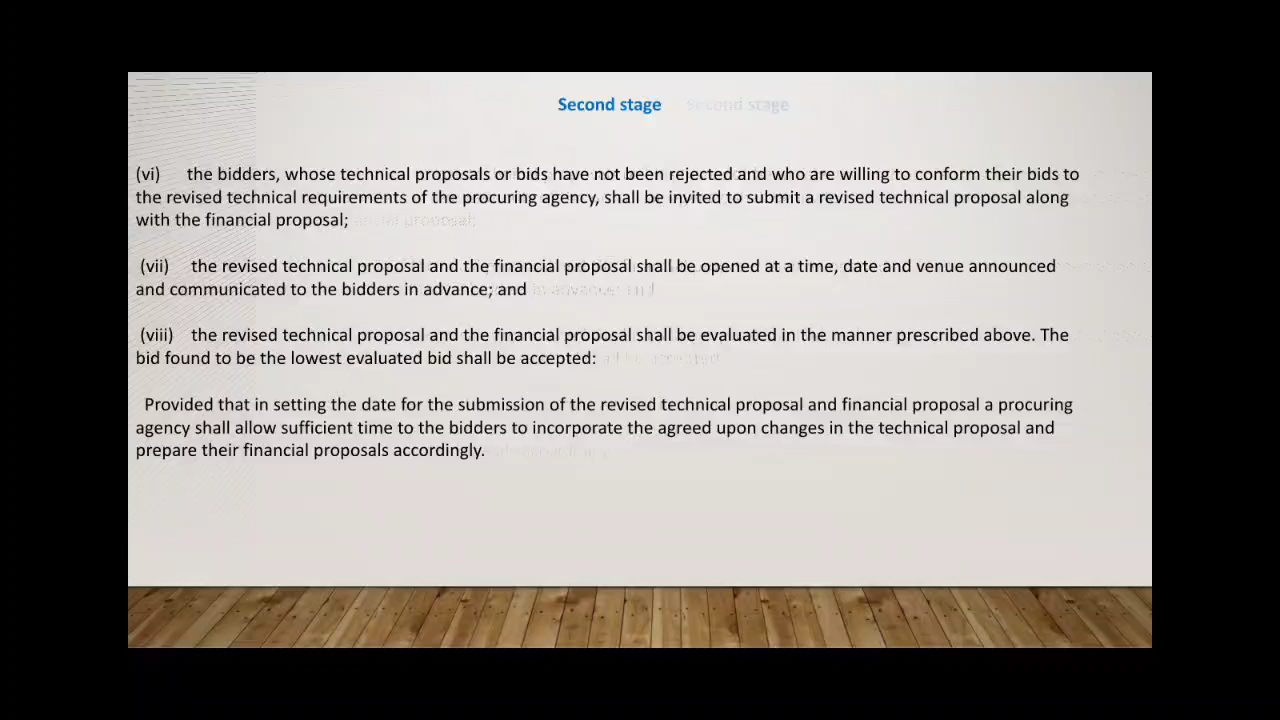 Second stage
(vi) the bidders, whose technical proposals or bids have not been rejected and who are willing to conform their bids to
the revised technical requirements of the procuring agency, shall be invited to submit a revised technical proposal along
with the financial proposal;
(vii) the revised technical proposal and the financial proposal shall be opened at a time, date and venue announced
and communicated to the bidders in advance; and
(viii) the revised technical proposal and the financial proposal shall be evaluated in the manner prescribed above. The
bid found to be the lowest evaluated bid shall be accepted:
Provided that in setting the date for the submission of the revised technical proposal and financial proposal a procuring
agency shall allow sufficient time to the bidders to incorporate the agreed upon changes in the technical proposal and
prepare their financial proposals accordingly.